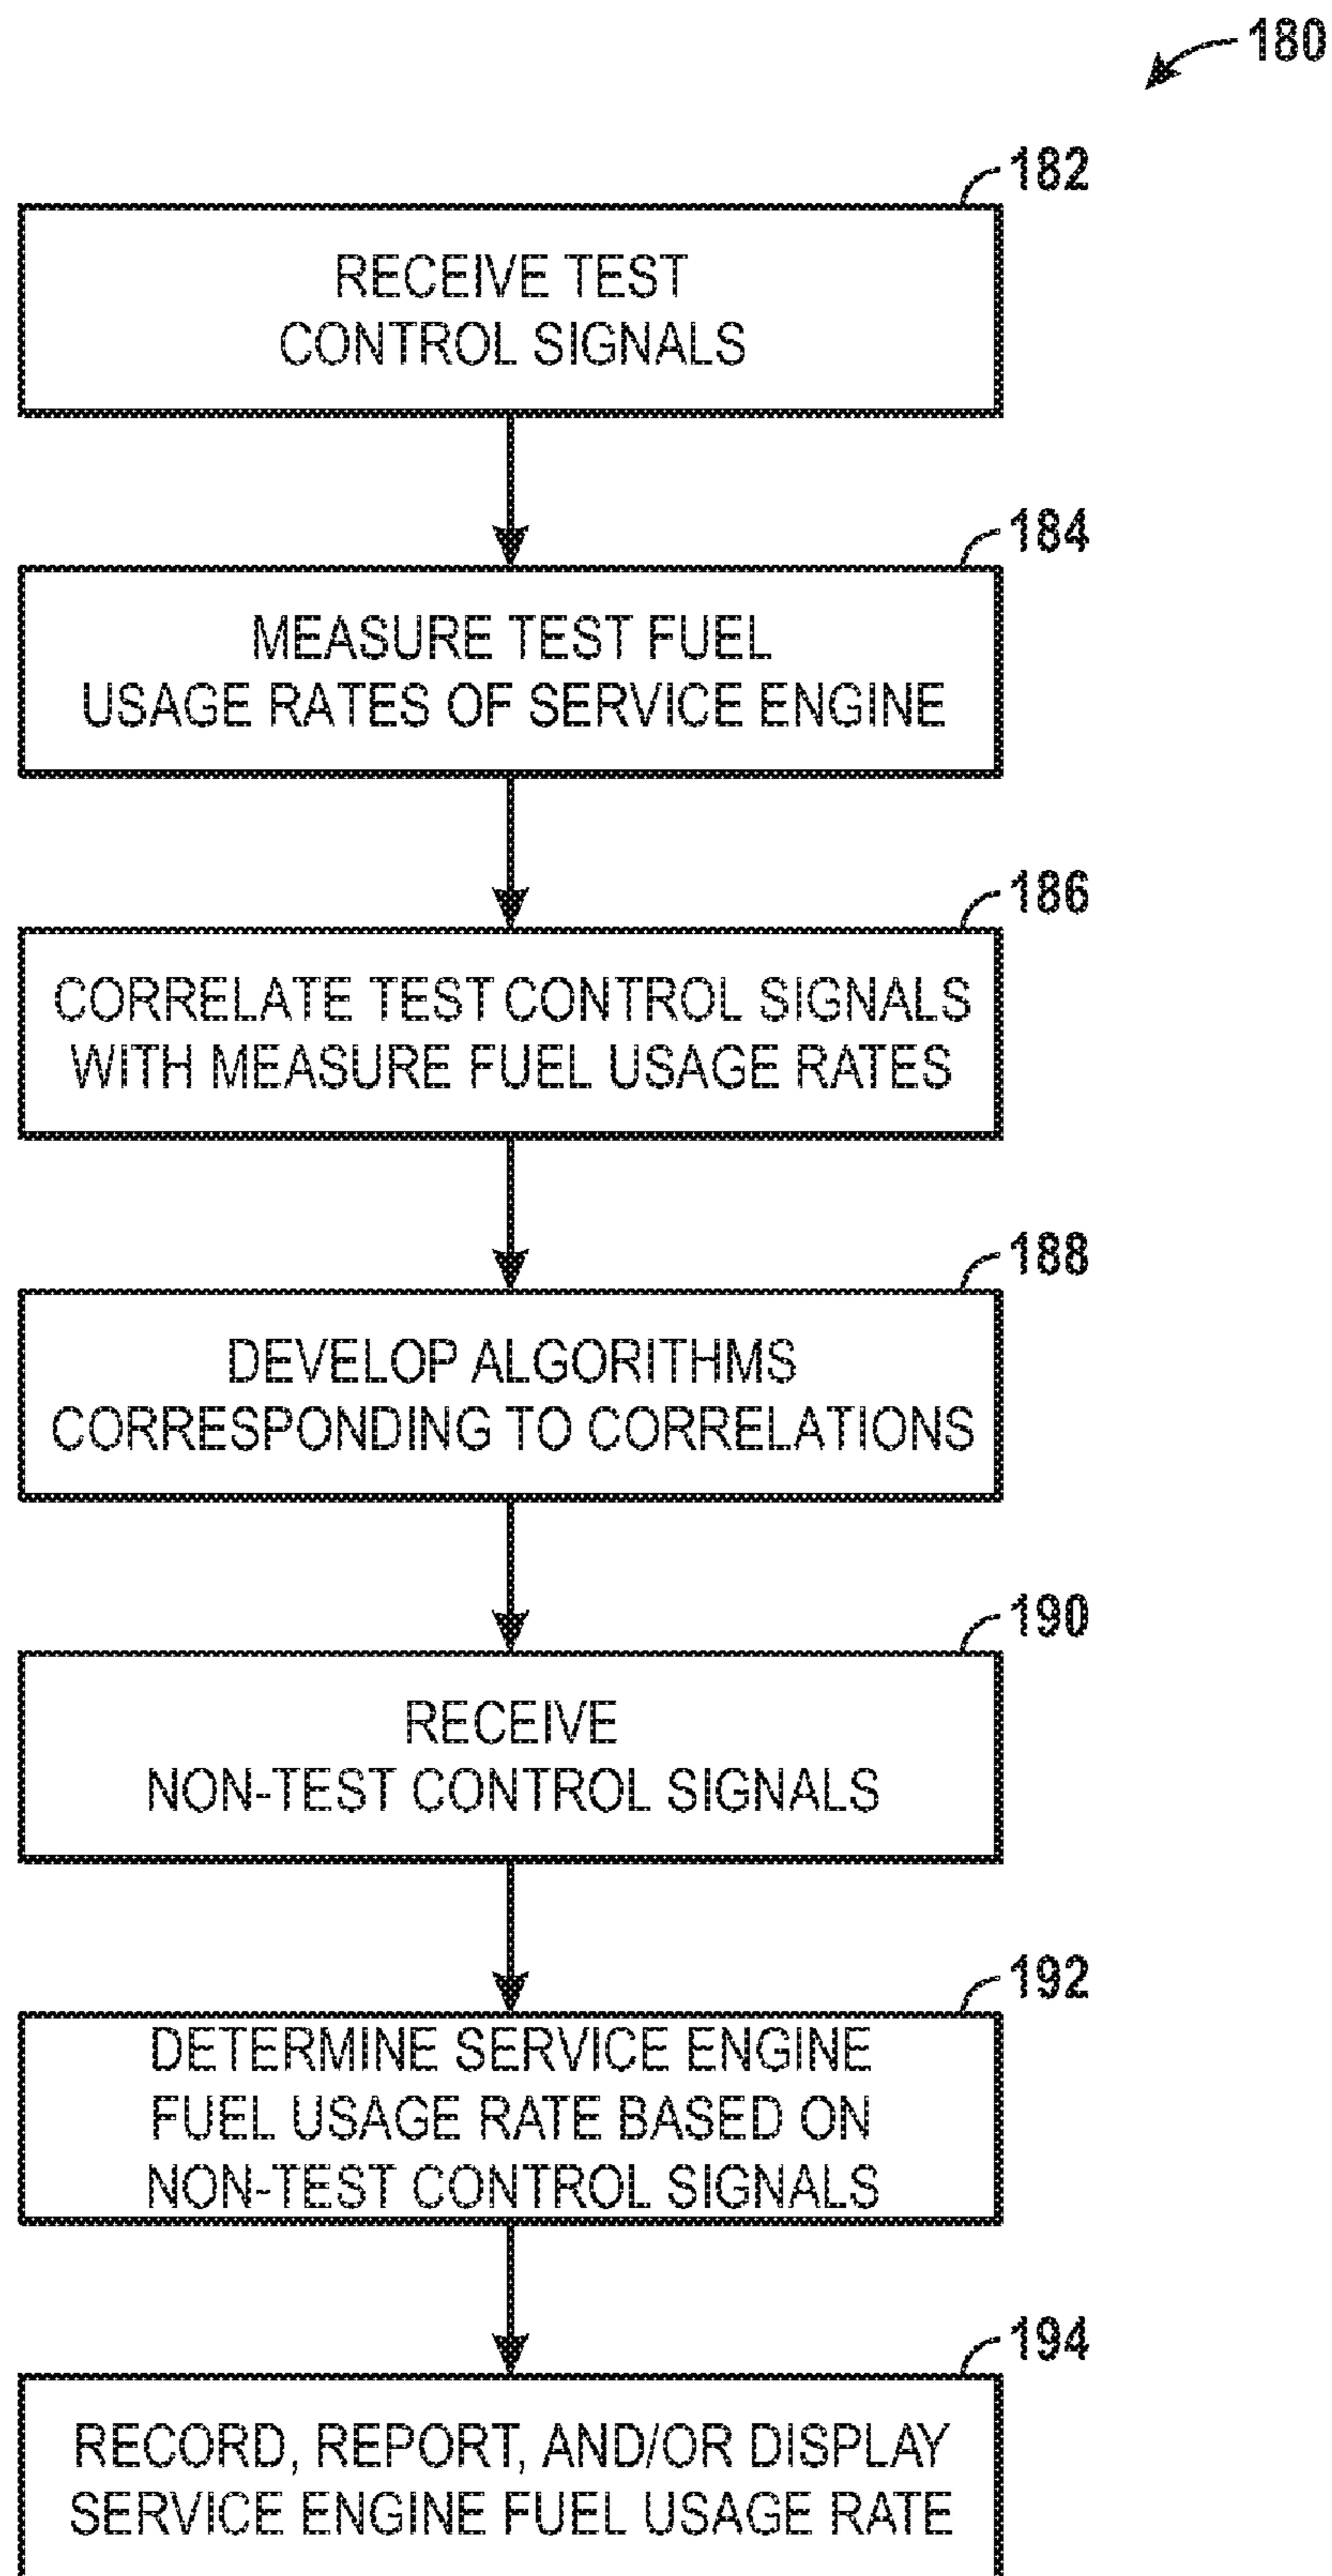 180
182
RECEIVE TEST
CONTROL SIGNALS
184
MEASURE TEST FUEL
USAGE RATES OF SERVICE ENGINE
186
CORRELATE TEST CONTROL SIGNALS
WITH MEASURE FUEL USAGE RATES
188
DEVELOP ALGORITHMS
CORRESPONDING TO CORRELATIONS
190
RECEIVE
NON-TEST CONTROL SIGNALS
192
DETERMINE SERVICE ENGINE
FUEL USAGE RATE BASED ON
NON-TEST CONTROL SIGNALS
194
RECORD, REPORT, AND/OR DISPLAY
SERVICE ENGINE FUEL USAGE RATE